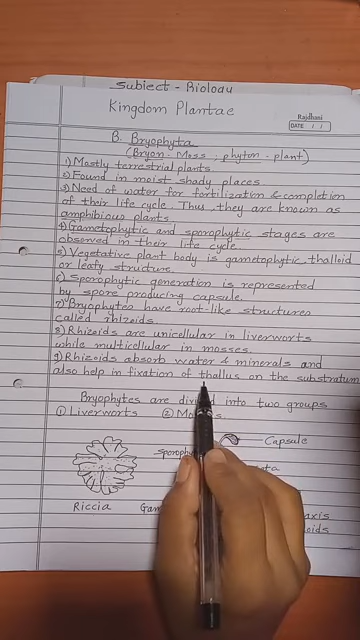 Subject - Biology
Kingdom Plantae
Rajdhani
DATE / /
B. Bryophyta
(Bryon - Moss ; phyton - plant)
1) Mostly terrestrial plants
2) Found in moist shady places
3) Need of water for fertilization & completion
of their life cycle. Thus they are known as
amphibious plants.
4) Gametophytic and sporophytic stages are
observed in their life cycle
5) Vegetative plant body is gametophytic, thalloid
or leafy structure.
6) Sporophytic generation is represented
by spore producing capsule.
7) Bryophytes have root-like structures
called rhizoids.
8) Rhizoids are unicellular in liverworts
while multicellular in mosses.
9) Rhizoids absorb water & minerals and
also help in fixation of thallus on the substratum
Bryophytes are divided into two groups
① Liverworts ②
Capsule
Riccia